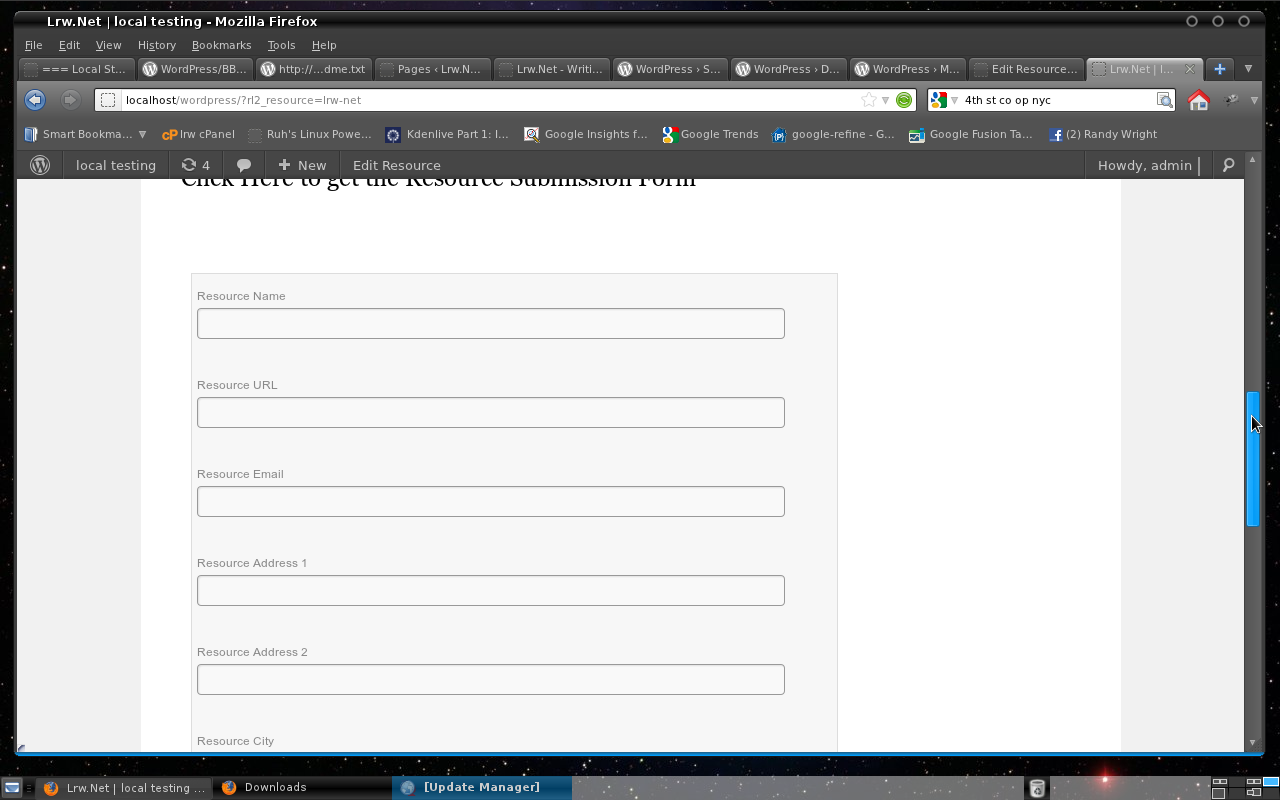 Lrw.Net | local testing - Mozilla Firefox
File Edit View History Bookmarks Tools Help
=== Local St... WordPress/BB... http://...dme.txt Pages ‹ Lrw.N... Lrw.Net - Writi... WordPress › S... WordPress › D... WordPress › M... Edit Resource... Lrw.Net | l...
localhost/wordpress/?rl2_resource=lrw-net 4th st co op nyc
Smart Bookma... cP lrw cPanel Ruh's Linux Powe... Kdenlive Part 1: I... Google Insights f... Google Trends google-refine - G... Google Fusion Ta... (2) Randy Wright
local testing 4 New Edit Resource Howdy, admin
Click Here to get the Resource Submission Form
Resource Name
Resource URL
Resource Email
Resource Address 1
Resource Address 2
Resource City
Lrw.Net | local testing ... Downloads [Update Manager]